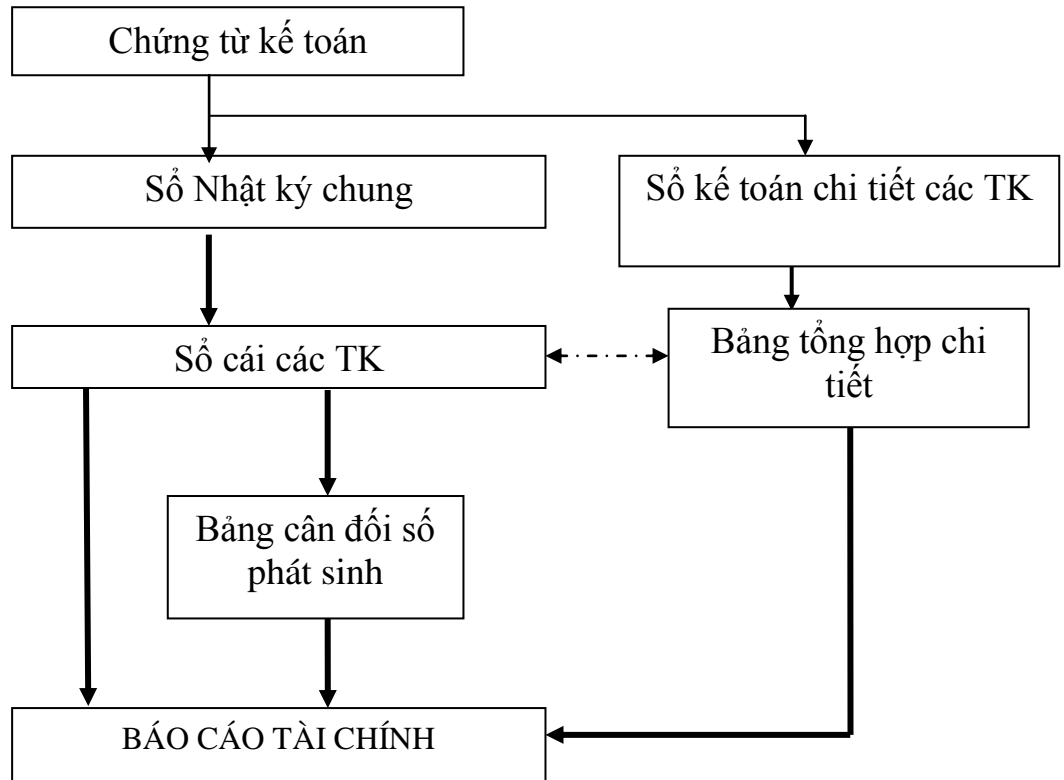 Chứng từ kế toán
Sổ Nhật ký chung
Sổ kế toán chi tiết các TK
Sổ cái các TK
Bảng tổng hợp chi
tiết
Bảng cân đối số
phát sinh
BÁO CÁO TÀI CHÍNH